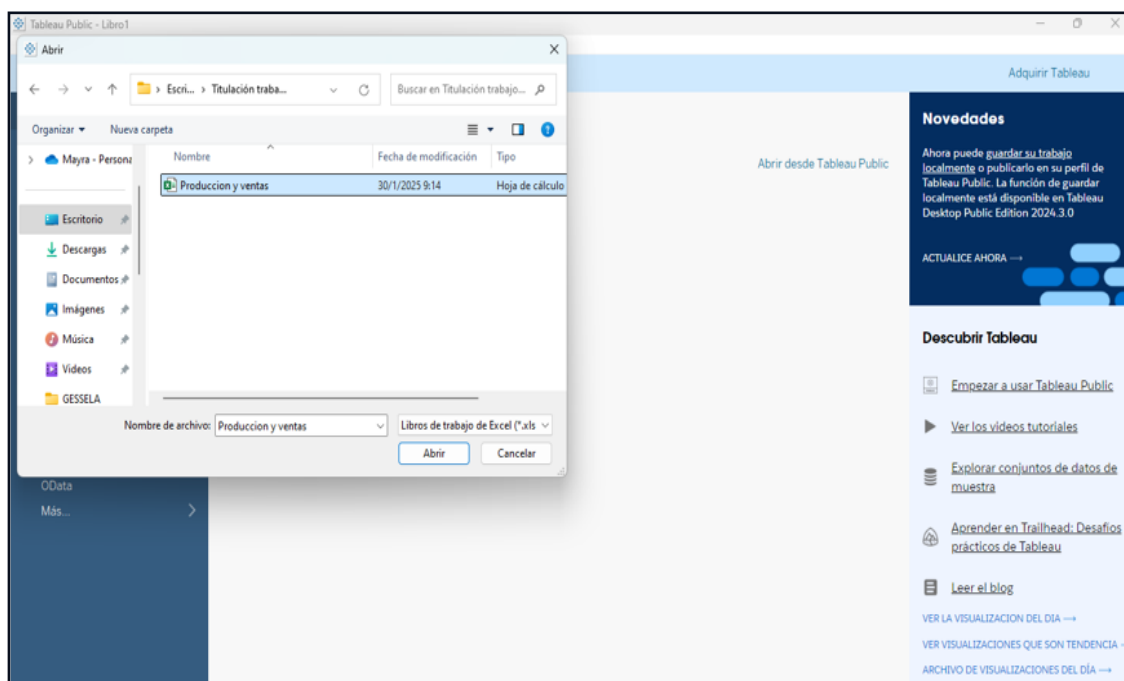 Tableau Public - Libro1
Abrir
Escri... > Titulación traba...
Buscar en Titulación trabajo...
Organizar
Nueva carpeta
Mayra - Persona
Nombre
Fecha de modificación
Tipo
Produccion y ventas
30/1/2025 9:14
Hoja de cálculo
Escritorio
Descargas
Documentos
Imágenes
Música
Videos
GESSELA
Nombre de archivo:
Produccion y ventas
Libros de trabajo de Excel (*.xls
Abrir
Cancelar
OData
Más...
Adquirir Tableau
Abrir desde Tableau Public
Novedades
Ahora puede guardar su trabajo
localmente o publicarlo en su perfil de
Tableau Public. La función de guardar
localmente está disponible en Tableau
Desktop Public Edition 2024.3.0
ACTUALICE AHORA →
Descubrir Tableau
Empezar a usar Tableau Public
Ver los vídeos tutoriales
Explorar conjuntos de datos de
muestra
Aprender en Trailhead: Desafíos
prácticos de Tableau
Leer el blog
VER LA VISUALIZACION DEL DIA →
VER VISUALIZACIONES QUE SON TENDENCIA
ARCHIVO DE VISUALIZACIONES DEL DÍA →